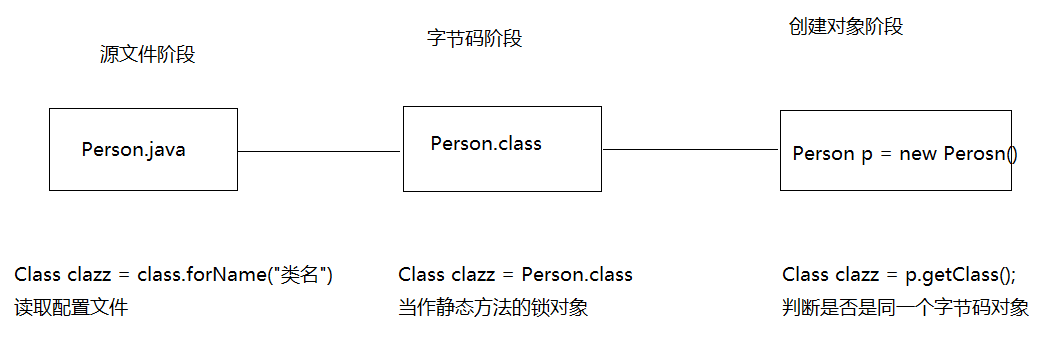 源文件阶段
字节码阶段
创建对象阶段
Person.java
Person.class
Person p = new Perosn()
Class clazz = class.forName("类名")
读取配置文件
Class clazz = Person.class
当作静态方法的锁对象
Class clazz = p.getClass();
判断是否是同一个字节码对象